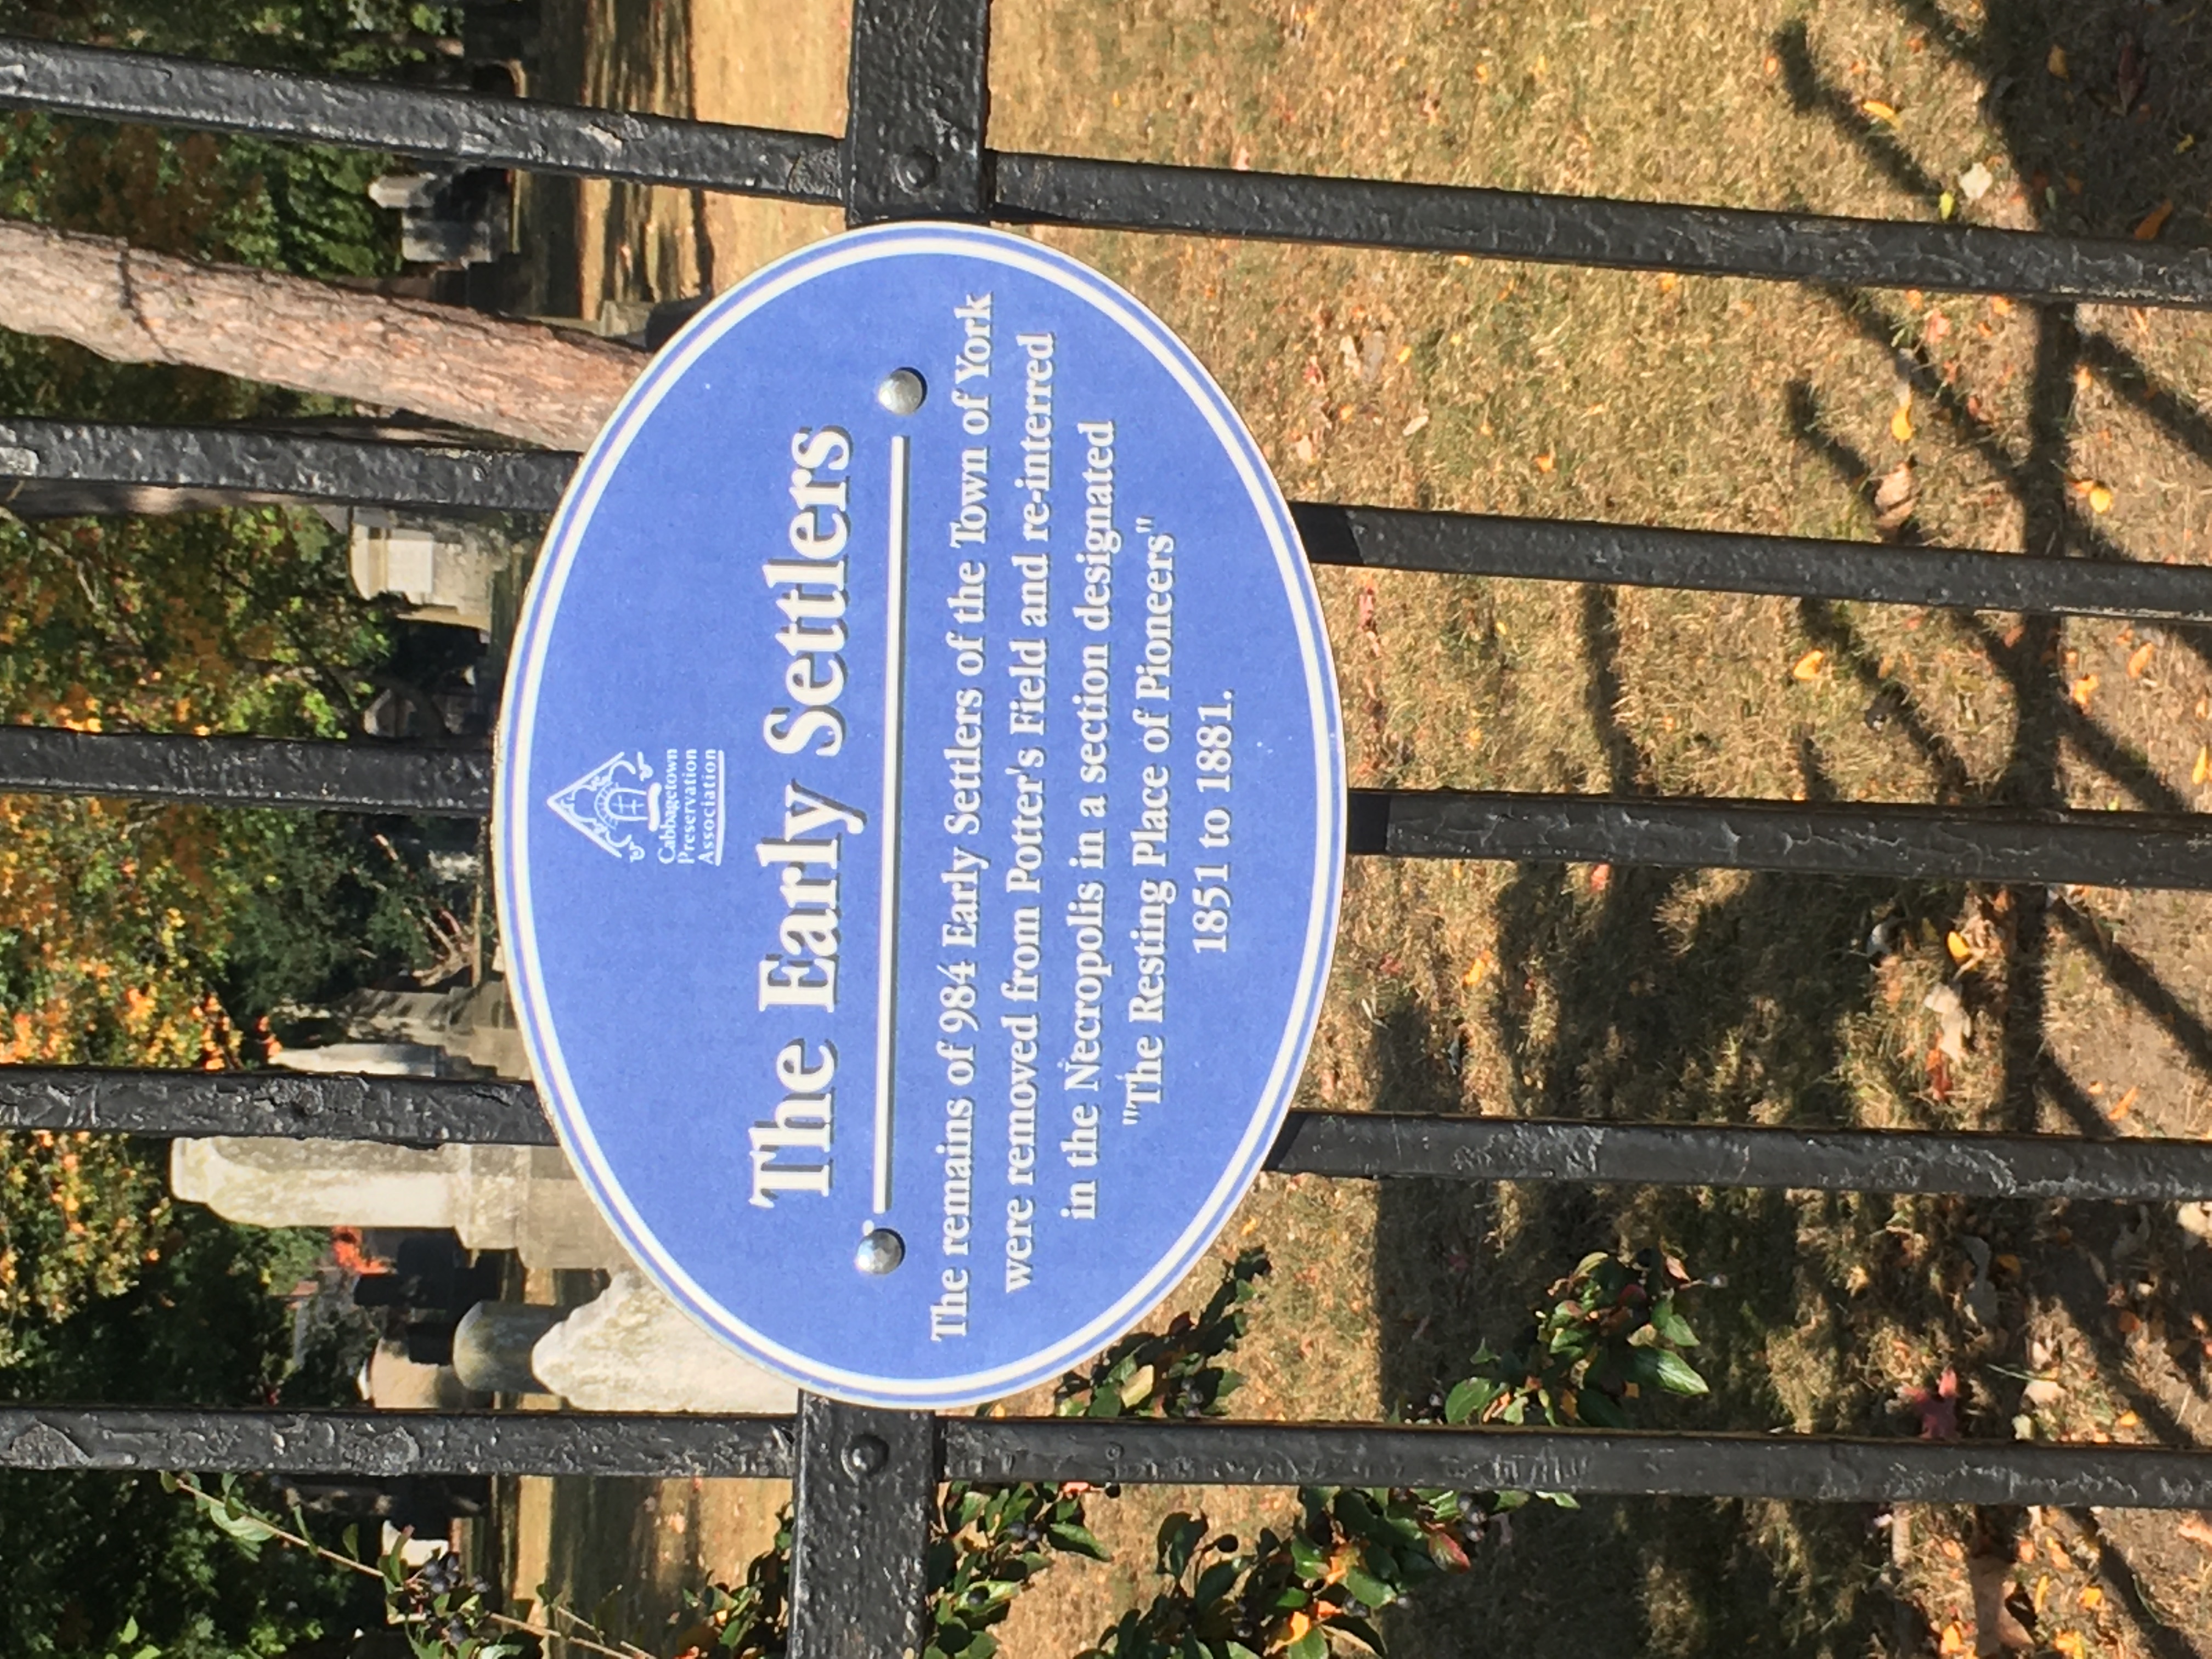 Cabbagetown
Preservation
Association
The Early Settlers
The remains of 984 Early Settlers of the Town of York
were removed from Potter's Field and re-interred
in the Necropolis in a section designated
"The Resting Place of Pioneers"
1851 to 1881.